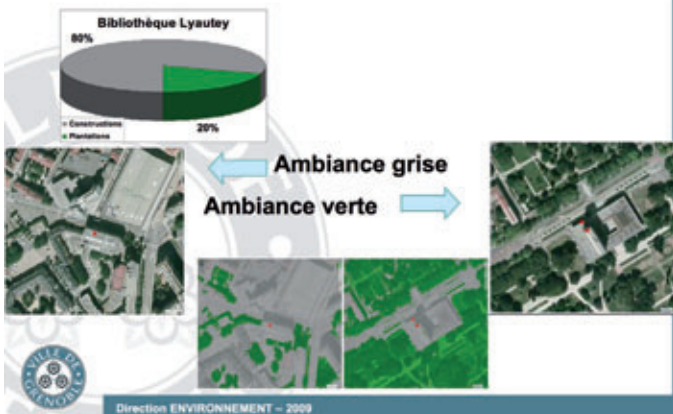 Bibliothèque Lyautey
80%
20%
Constructions
Plantations
Ambiance grise
Ambiance verte
VILLE DE GRENOBLE
Direction ENVIRONNEMENT – 2009